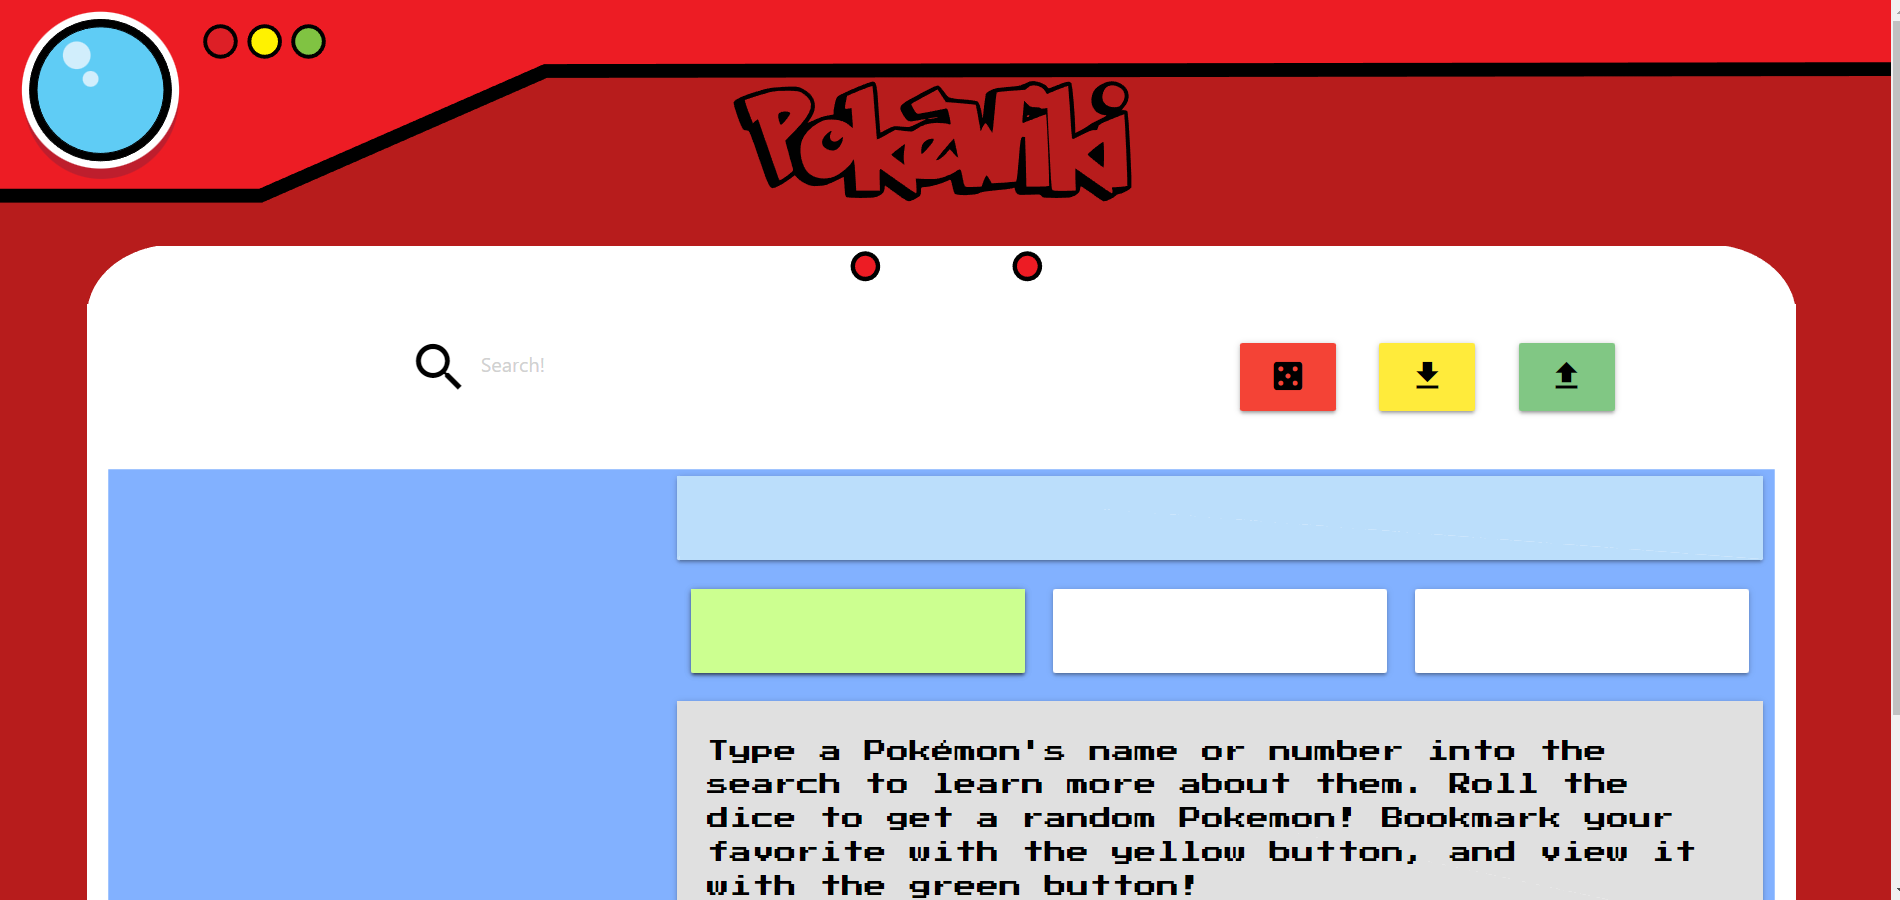 PokéWiki
Search!
Type a Pokémon's name or number into the
search to learn more about them. Roll the
dice to get a random Pokemon! Bookmark your
favorite with the yellow button, and view it
with the green button!